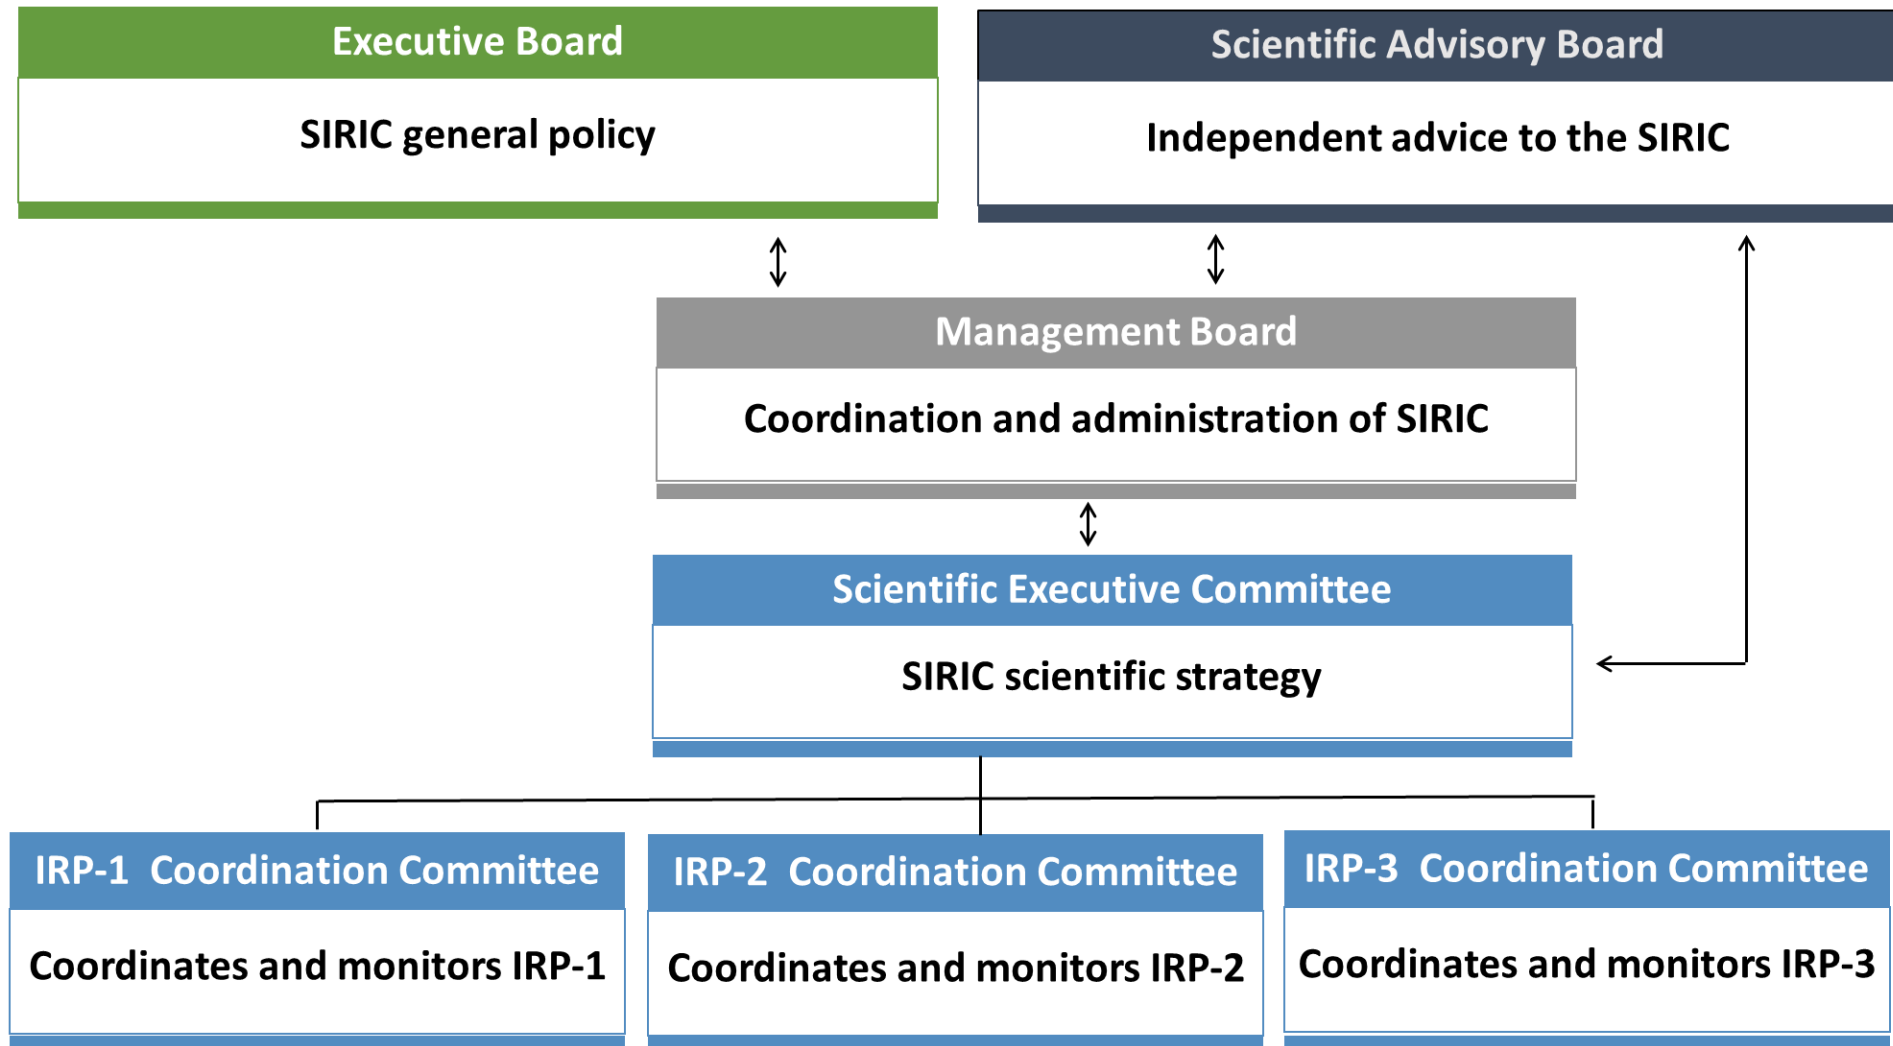 Executive Board
SIRIC general policy
Scientific Advisory Board
Independent advice to the SIRIC
Management Board
Coordination and administration of SIRIC
Scientific Executive Committee
SIRIC scientific strategy
IRP-1  Coordination Committee
Coordinates and monitors IRP-1
IRP-2  Coordination Committee
Coordinates and monitors IRP-2
IRP-3  Coordination Committee
Coordinates and monitors IRP-3